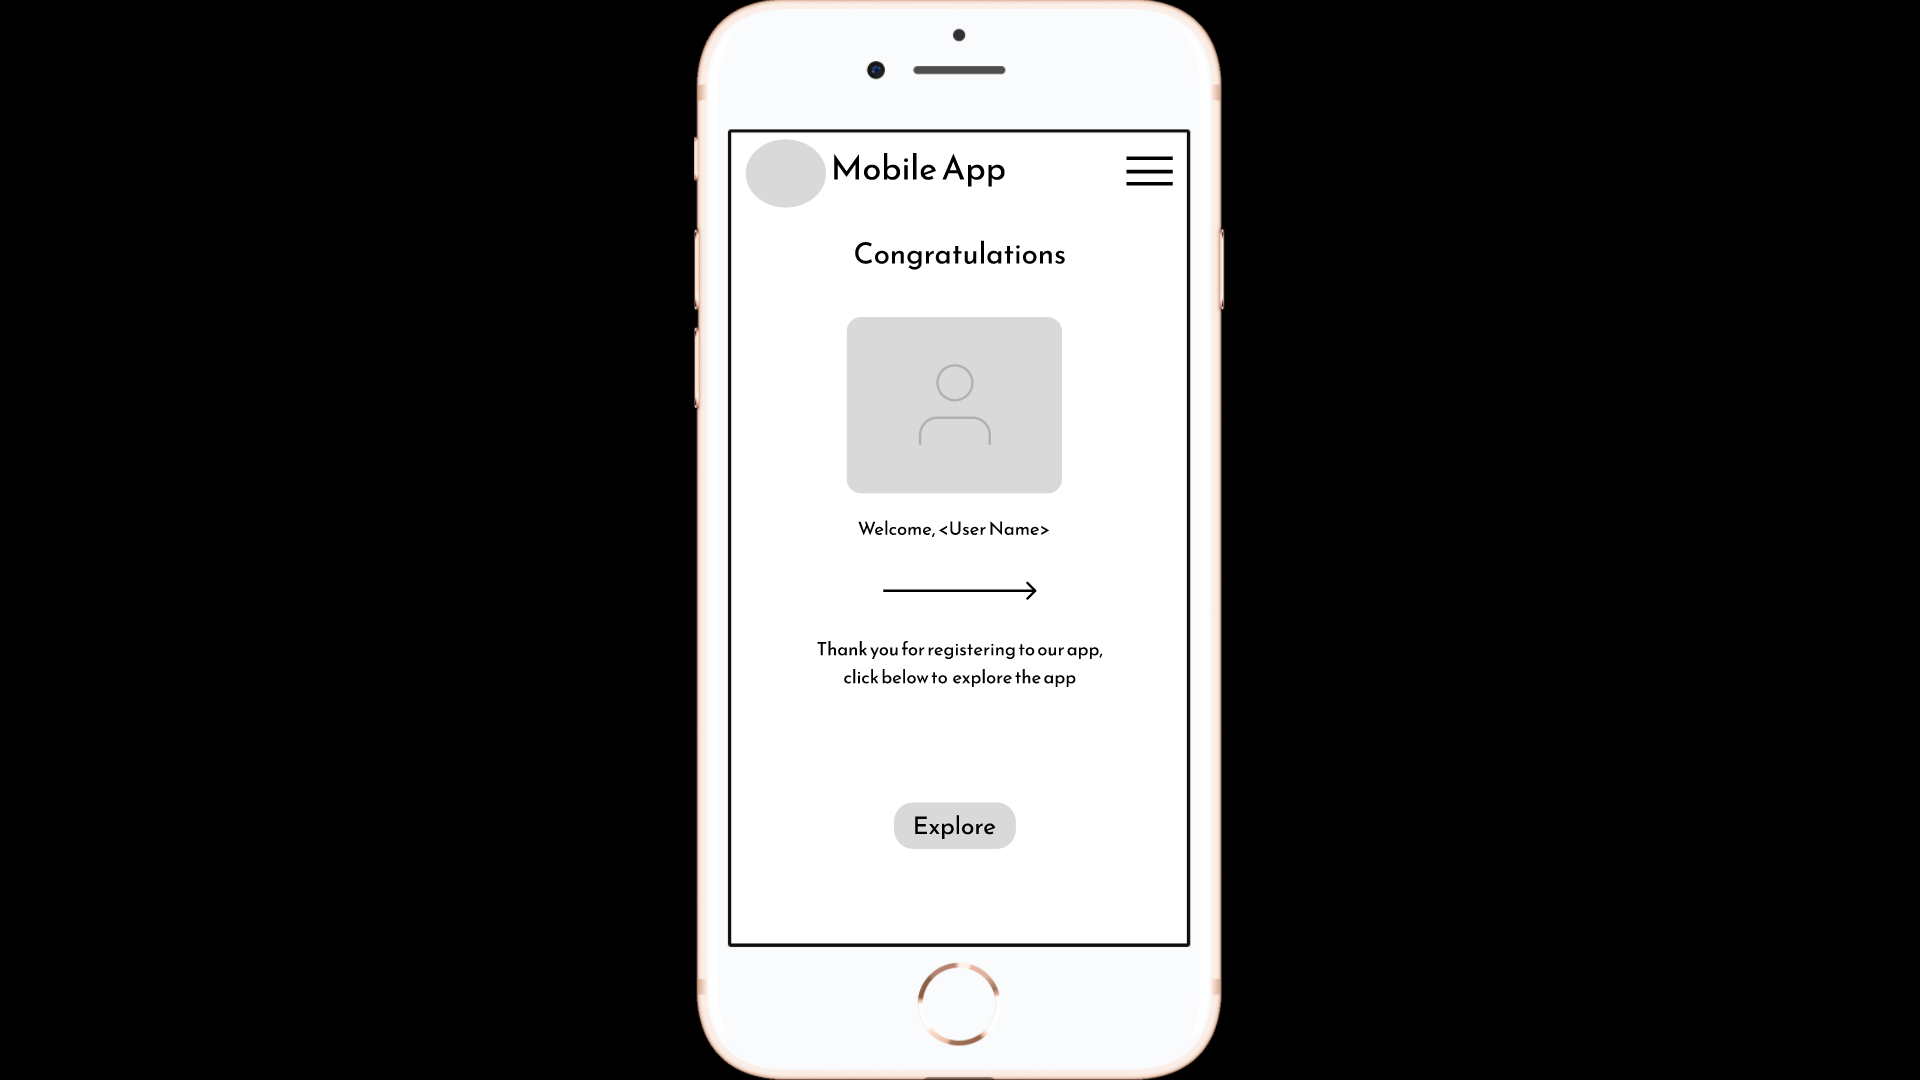 Mobile App
Congratulations
Welcome, <User Name>
Thank you for registering to our app,
click below to explore the app
Explore